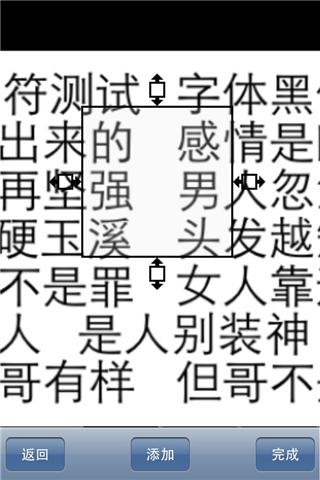 符测试 字体黑
出来的 感情是
再坚强 男人忽
硬玉溪 头发越
不是罪 女人靠
人 是人别装神
哥有样 但哥不
返回 添加 完成